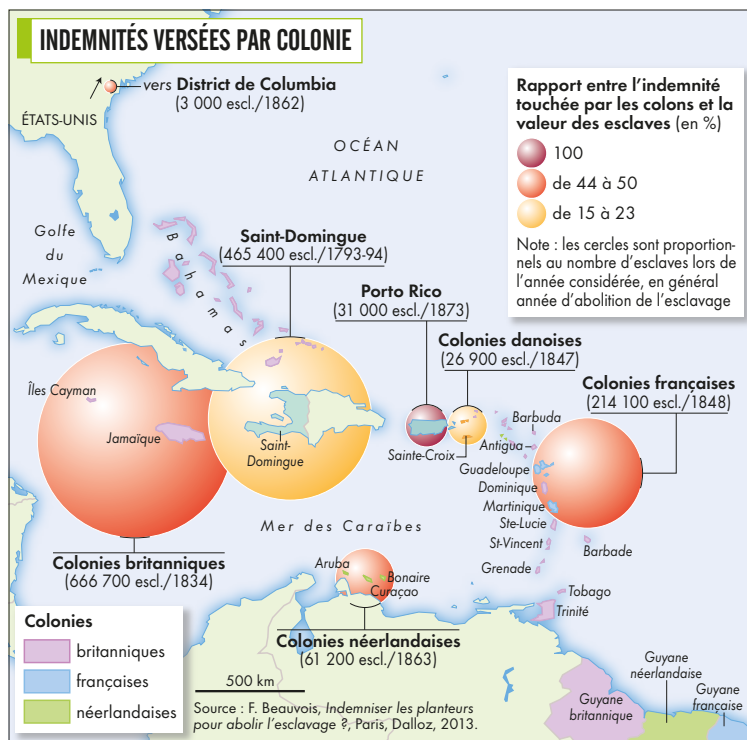 INDEMNITÉS VERSÉES PAR COLONIE
vers District de Columbia
(3 000 escl./1862)
ÉTATS-UNIS
OCÉAN
ATLANTIQUE
Rapport entre l'indemnité
touchée par les colons et la
valeur des esclaves (en %)
100
de 44 à 50
de 15 à 23
Note : les cercles sont proportion-
nels au nombre d'esclaves lors de
l'année considérée, en général
année d'abolition de l'esclavage
Golfe
du
Mexique
Bahamas
Saint-Domingue
(465 400 escl./1793-94)
Porto Rico
(31 000 escl./1873)
Colonies danoises
(26 900 escl./1847)
Colonies françaises
(214 100 escl./1848)
Îles Cayman
Jamaïque
Saint-
Domingue
Sainte-Croix
Barbuda
Antigua
Guadeloupe
Dominique
Martinique
Ste-Lucie
St-Vincent
Barbade
Grenade
Tobago
Trinité
Mer des Caraïbes
Colonies britanniques
(666 700 escl./1834)
Aruba
Bonaire
Curaçao
Colonies néerlandaises
(61 200 escl./1863)
Colonies
britanniques
françaises
néerlandaises
500 km
Source : F. Beauvois, Indemniser les planteurs
pour abolir l'esclavage ?, Paris, Dalloz, 2013.
Guyane
britannique
Guyane
néerlandaise
Guyane
française